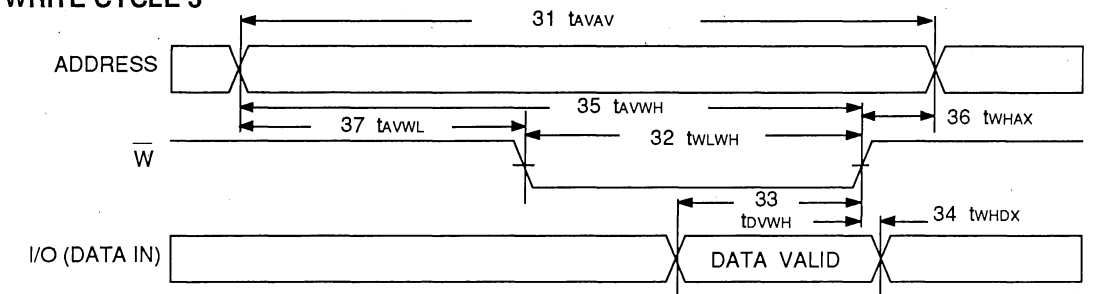 WRITE CYCLE 3
31 tAVAV
ADDRESS
35 tAVWH
37 tAVWL
36 tWHAX
32 tWLWH
W
33
tDVWH
34 tWHDX
I/O (DATA IN)
DATA VALID